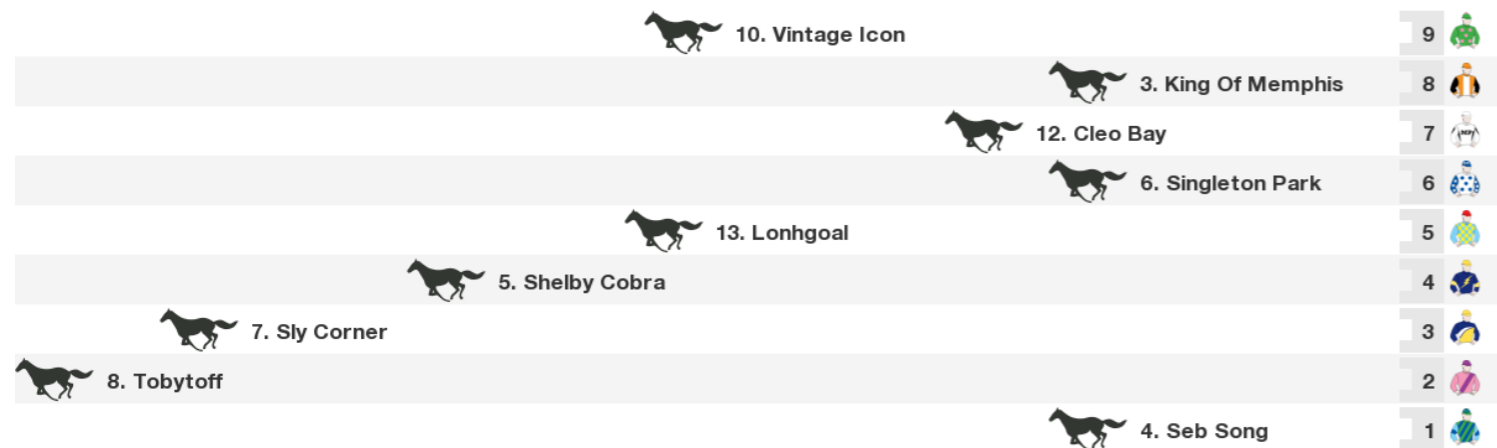 10. Vintage Icon 9
3. King Of Memphis 8
12. Cleo Bay 7
6. Singleton Park 6
13. Lonhgoal 5
5. Shelby Cobra 4
7. Sly Corner 3
8. Tobytoff 2
4. Seb Song 1